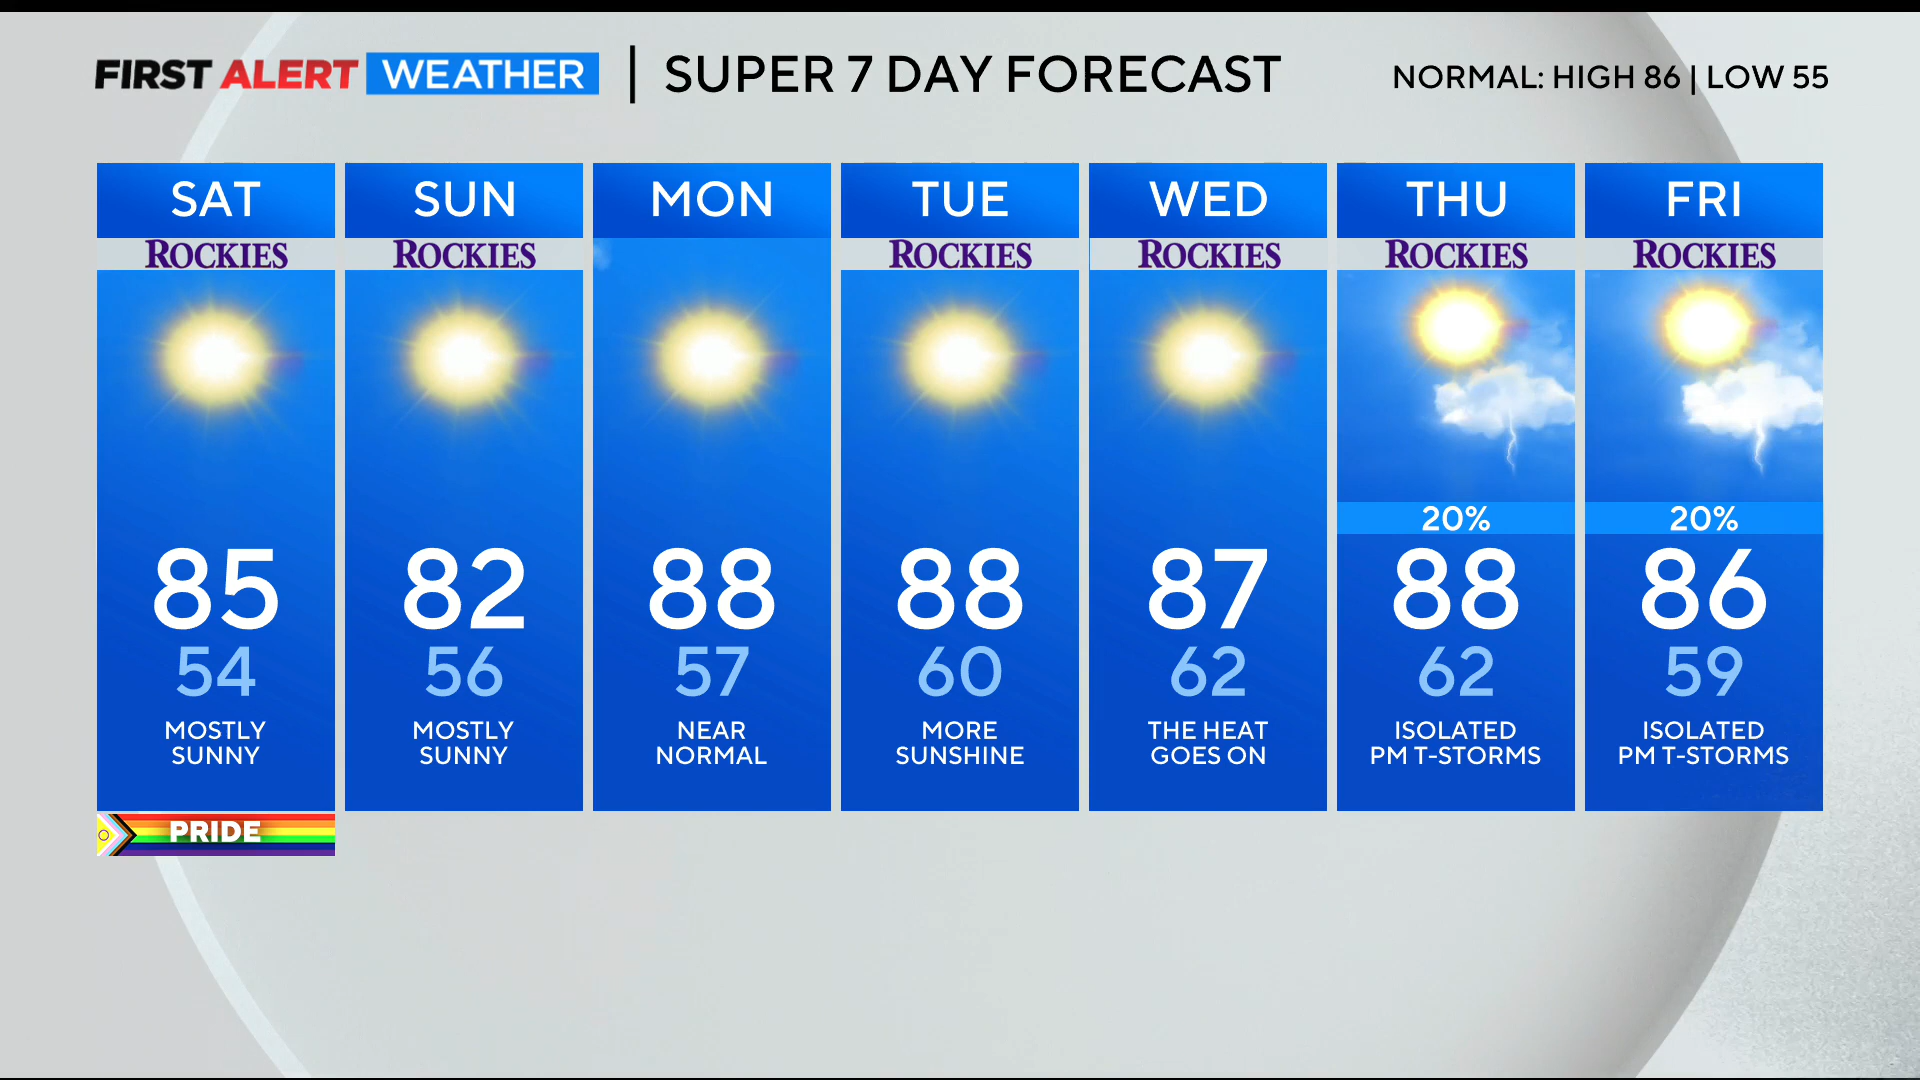 FIRST ALERT WEATHER | SUPER 7 DAY FORECAST
NORMAL: HIGH 86 | LOW 55
SAT
ROCKIES
85
54
MOSTLY
SUNNY
PRIDE
SUN
ROCKIES
82
56
MOSTLY
SUNNY
MON
88
57
NEAR
NORMAL
TUE
ROCKIES
88
60
MORE
SUNSHINE
WED
ROCKIES
87
62
THE HEAT
GOES ON
THU
ROCKIES
20%
88
62
ISOLATED
PM T-STORMS
FRI
ROCKIES
20%
86
59
ISOLATED
PM T-STORMS